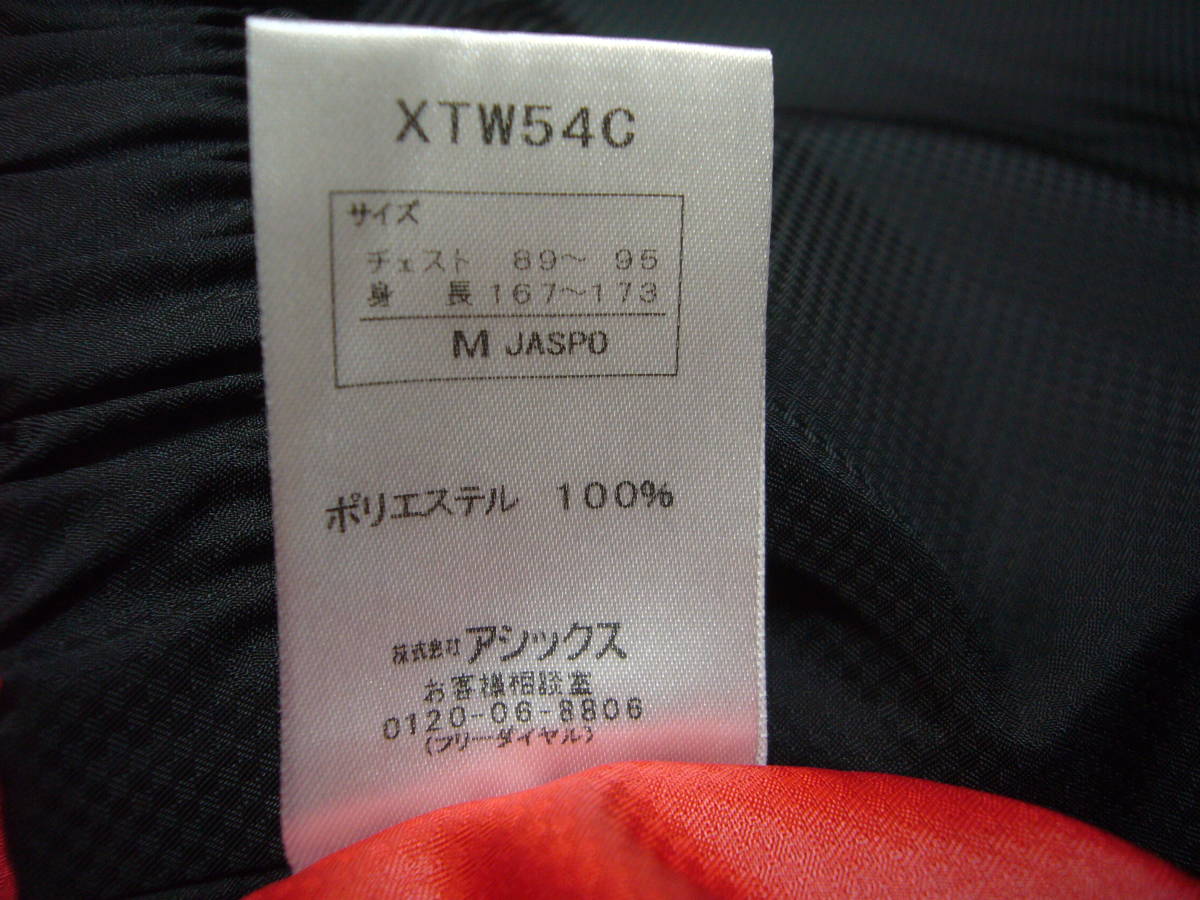 XTW54C
サイズ
チェスト 89〜 95
身 長 167〜173
M JASPO
ポリエステル 100%
株式会社 アシックス
お客様相談室
0120-06-8806
(フリーダイヤル)